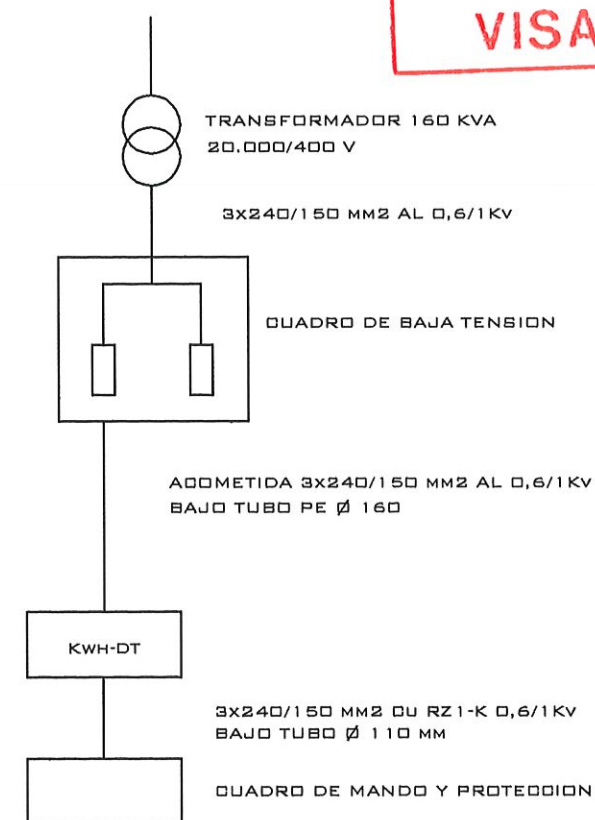 VISA
TRANSFORMADOR 160 KVA
20.000/400 V
3x240/150 MM2 AL 0,6/1KV
CUADRO DE BAJA TENSION
ACOMETIDA 3x240/150 MM2 AL 0,6/1KV
BAJO TUBO PE Ø 160
KWH-DT
3x240/150 MM2 CU RZ1-K 0,6/1KV
BAJO TUBO Ø 110 MM
CUADRO DE MANDO Y PROTECCION